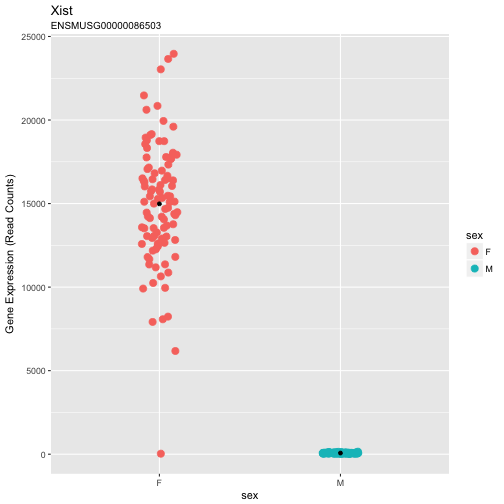 Xist
ENSMUSG00000086503
Gene Expression (Read Counts)
25000
20000
15000
10000
5000
0
F
M
sex
sex
F
M